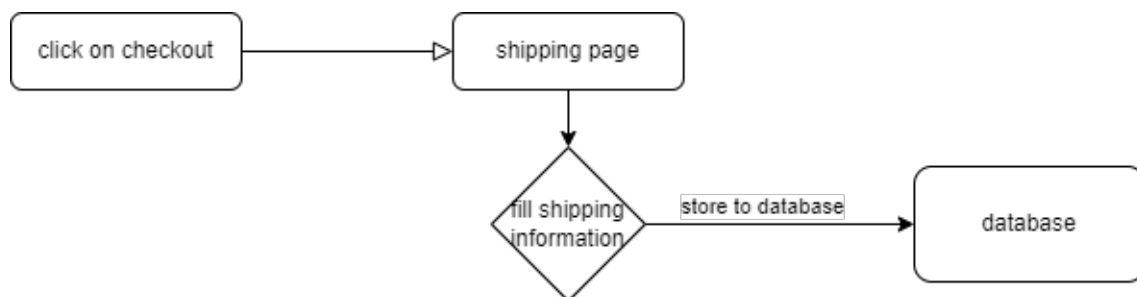 click on checkout
shipping page
fill shipping
information
store to database
database